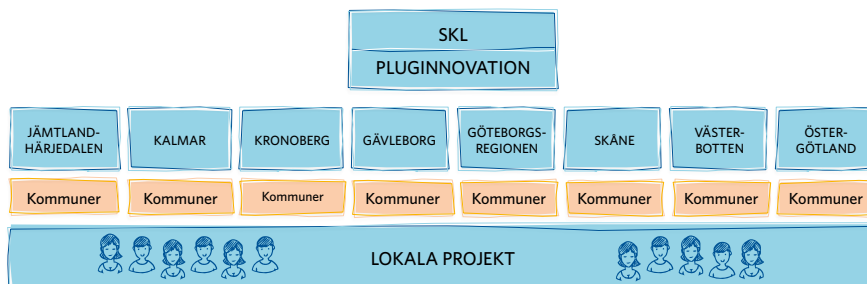 SKL
PLUGINNOVATION
JÄMTLAND-
HÄRJEDALEN
KALMAR
KRONOBERG
GÄVLEBORG
GÖTEBORGS-
REGIONEN
SKÅNE
VÄSTER-
BOTTEN
ÖSTER-
GÖTLAND
Kommuner
Kommuner
Kommuner
Kommuner
Kommuner
Kommuner
Kommuner
Kommuner
LOKALA PROJEKT